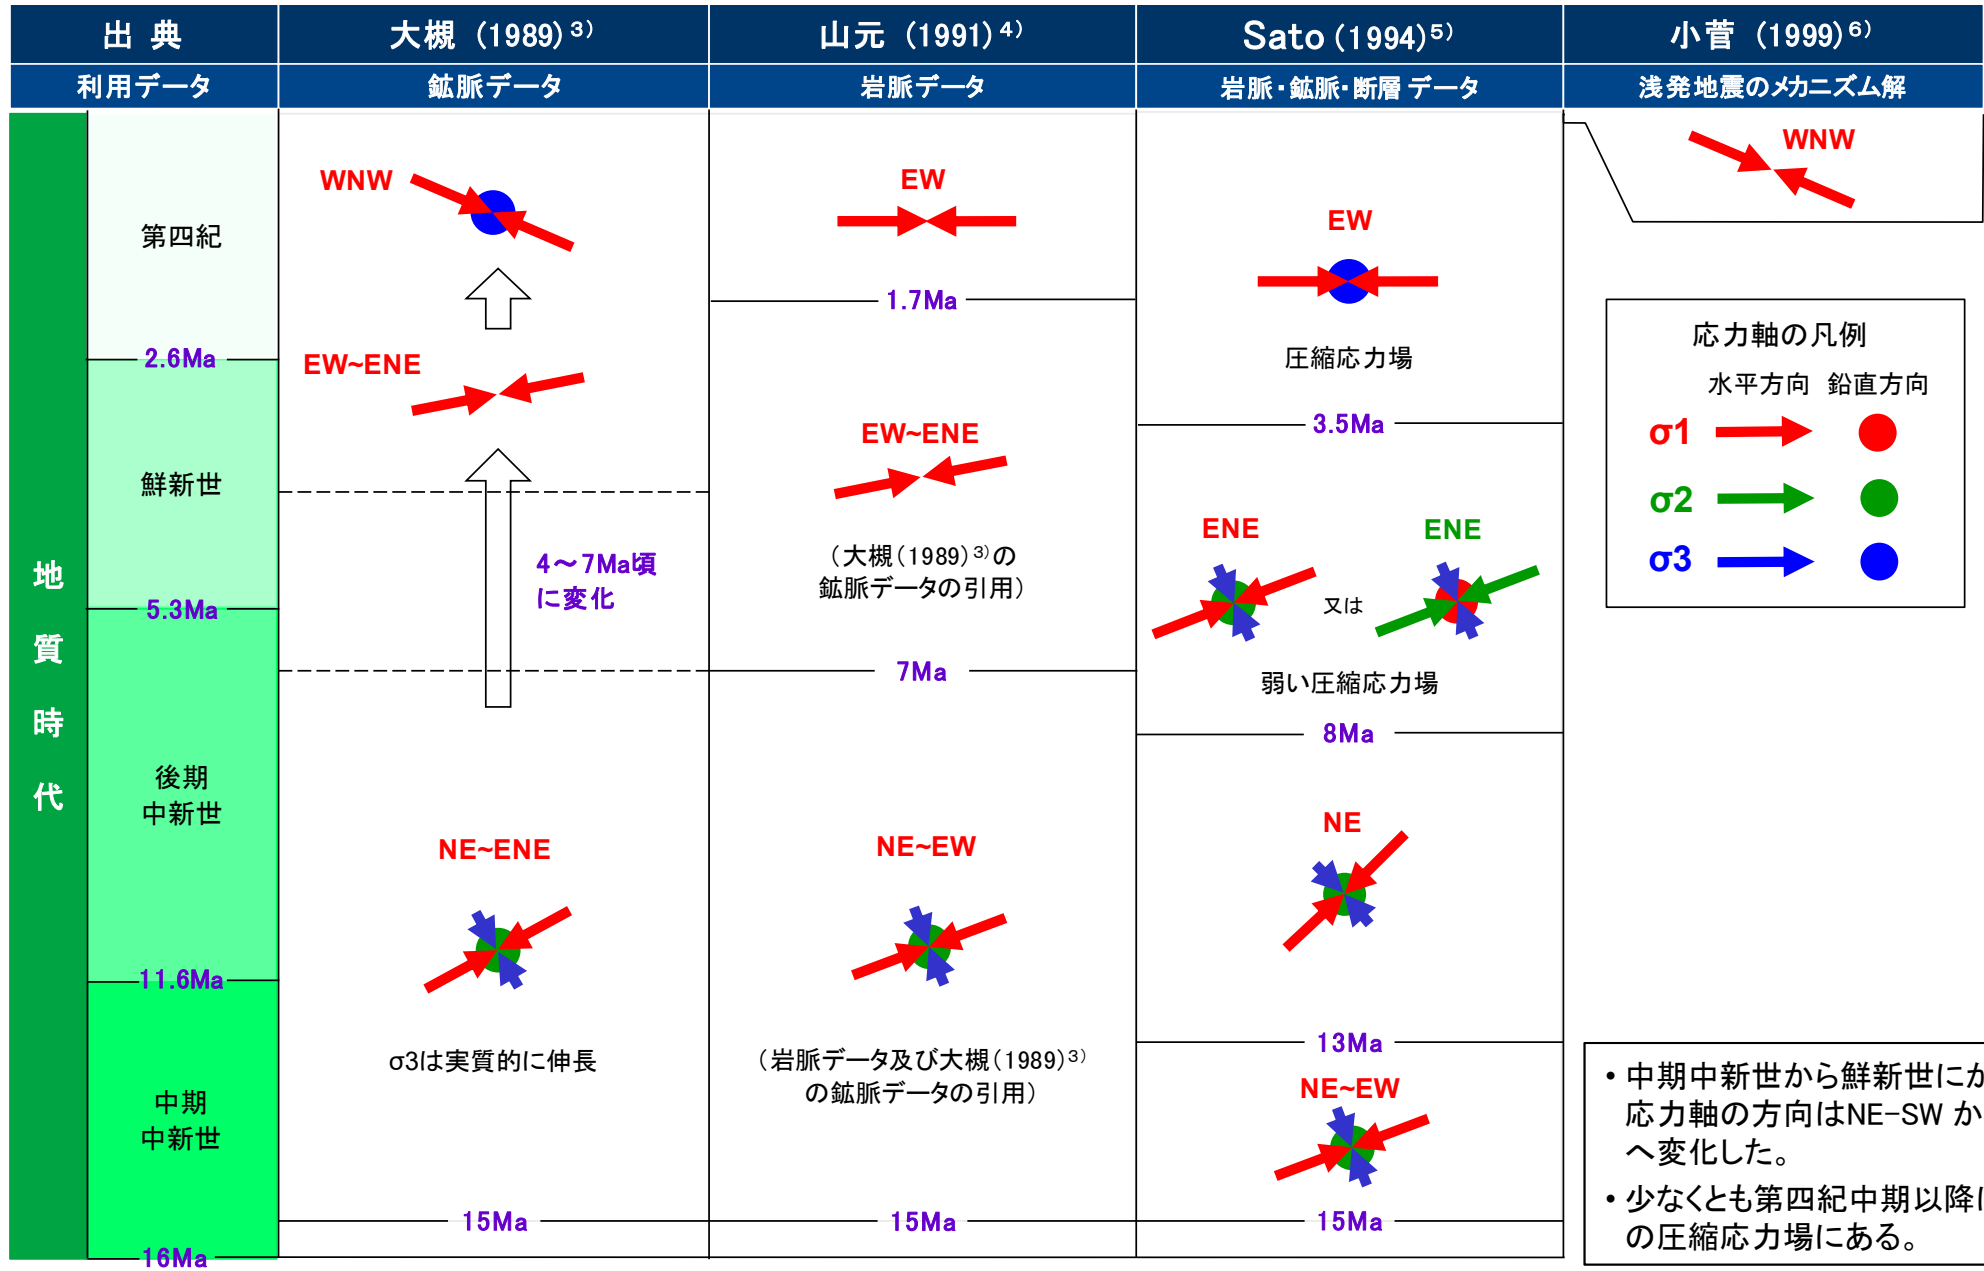 出 典
大槻 (1989) 3)
山元 (1991) 4)
Sato (1994) 5)
小菅 (1999) 6)
利用データ
鉱脈データ
岩脈データ
岩脈・鉱脈・断層 データ
浅発地震のメカニズム解
地質時代
第四紀
2.6Ma
鮮新世
5.3Ma
後期
中新世
11.6Ma
中期
中新世
16Ma
WNW
EW~ENE
4～7Ma頃
に変化
NE~ENE
σ3は実質的に伸長
15Ma
EW
1.7Ma
EW~ENE
（大槻(1989) 3)の
鉱脈データの引用）
7Ma
NE~EW
（岩脈データ及び大槻(1989) 3)
の鉱脈データの引用）
15Ma
EW
圧縮応力場
3.5Ma
ENE
又は
ENE
弱い圧縮応力場
8Ma
NE
13Ma
NE~EW
15Ma
WNW
応力軸の凡例
水平方向 鉛直方向
σ1
σ2
σ3
• 中期中新世から鮮新世にか
応力軸の方向はNE-SW か
へ変化した。
• 少なくとも第四紀中期以降
の圧縮応力場にある。